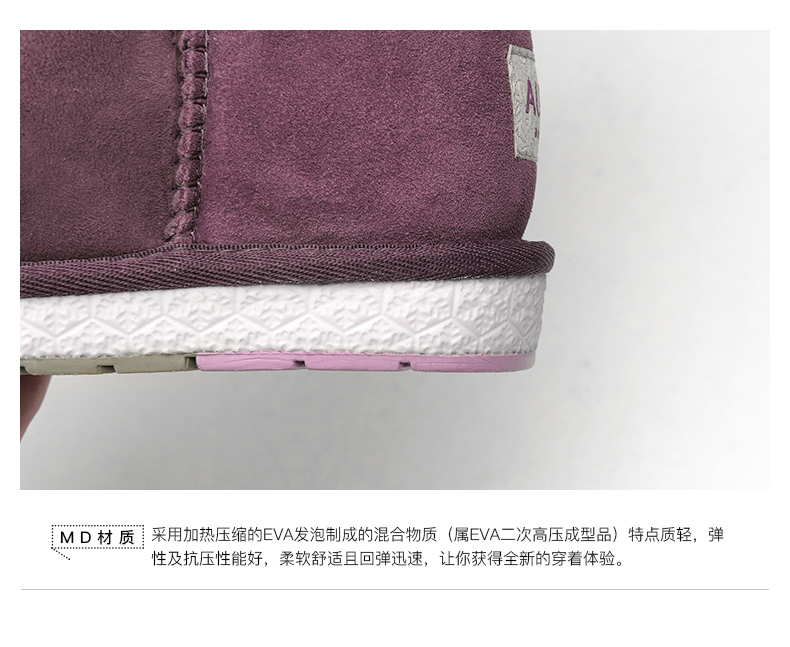 MD材质
采用加热压缩的EVA发泡制成的混合物质（属EVA二次高压成型品）特点质轻，弹
性及抗压性能好，柔软舒适且回弹迅速，让你获得全新的穿着体验。